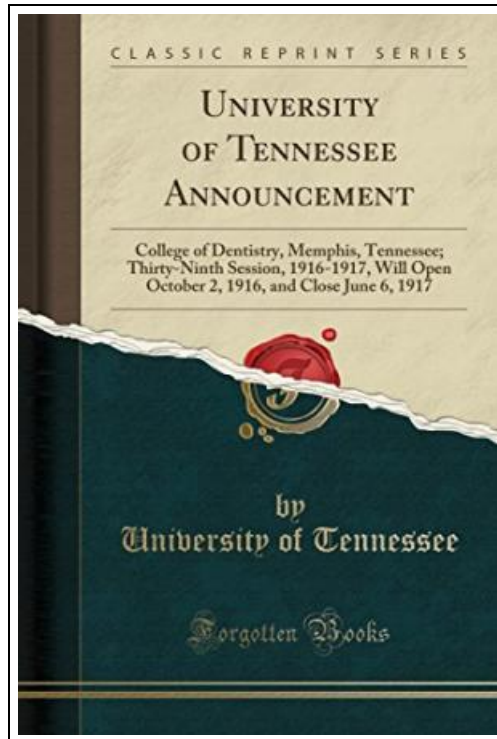 CLASSIC REPRINT SERIES
UNIVERSITY
OF TENNESSEE
ANNOUNCEMENT
College of Dentistry, Memphis, Tennessee;
Thirty-Ninth Session, 1916-1917, Will Open
October 2, 1916, and Close June 6, 1917
by
University of Tennessee
Forgotten Books